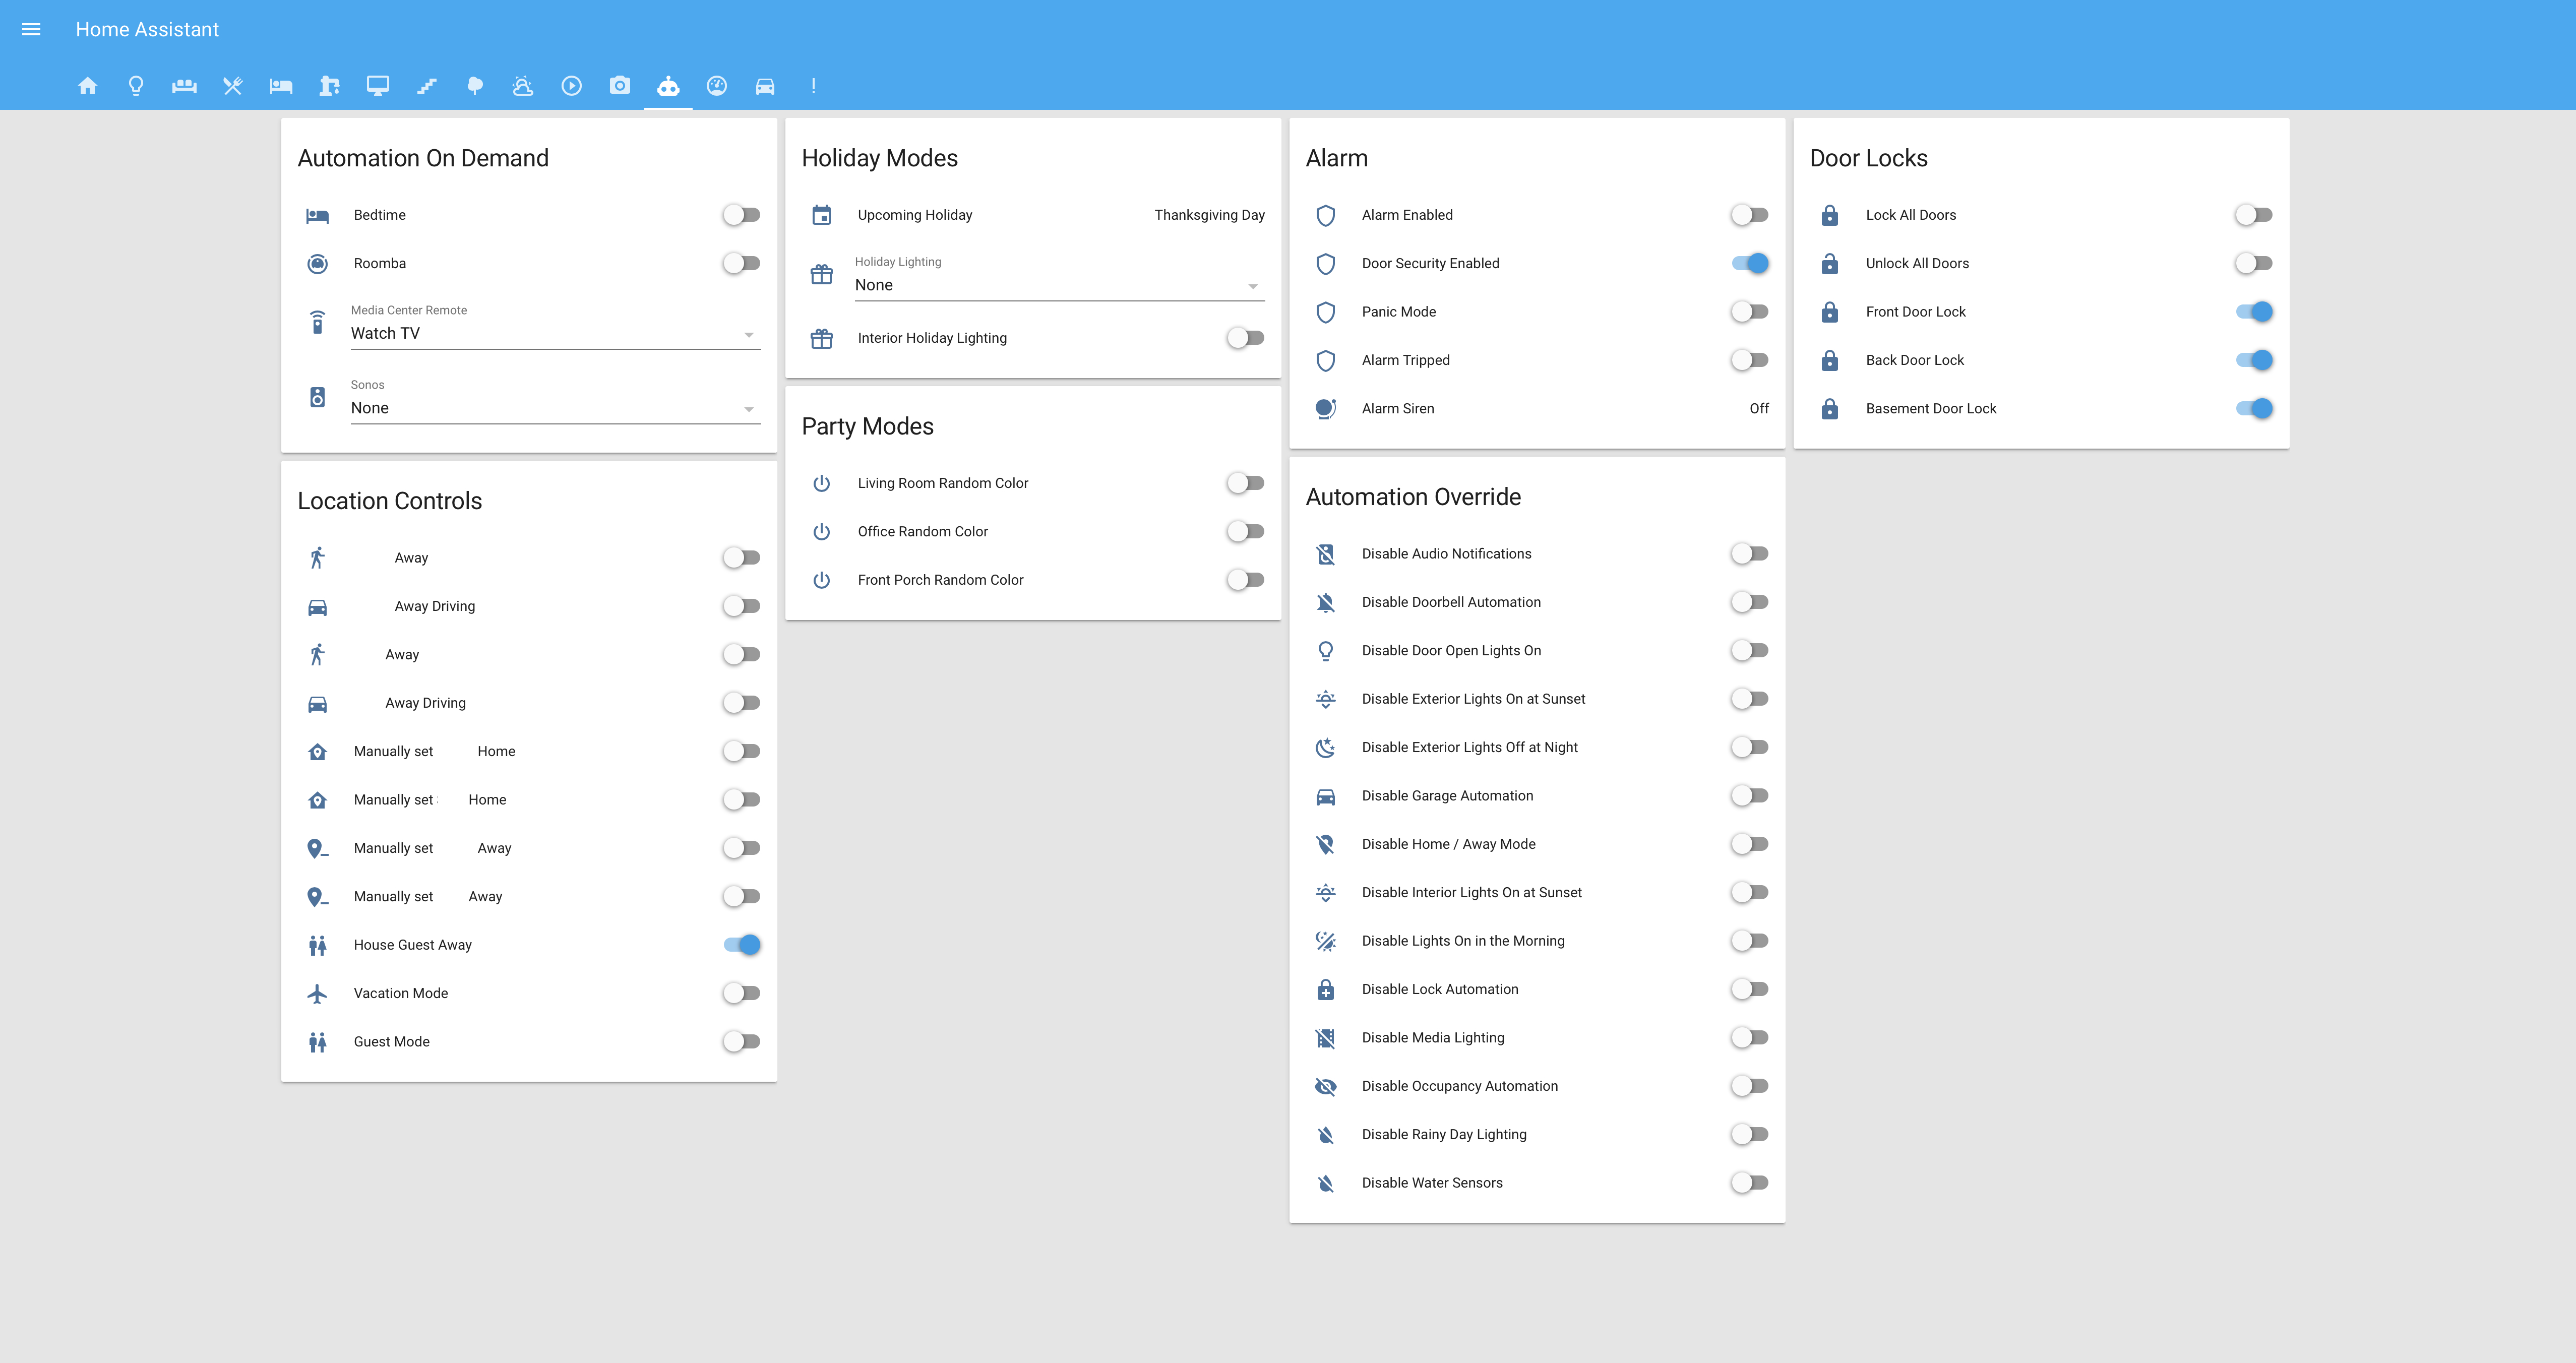 Home Assistant
Automation On Demand
Bedtime
Roomba
Media Center Remote
Watch TV
Sonos
None
Location Controls
Away
Away Driving
Away
Away Driving
Manually set Home
Manually set Home
Manually set Away
Manually set Away
House Guest Away
Vacation Mode
Guest Mode
Holiday Modes
Upcoming Holiday Thanksgiving Day
Holiday Lighting
None
Interior Holiday Lighting
Party Modes
Living Room Random Color
Office Random Color
Front Porch Random Color
Alarm
Alarm Enabled
Door Security Enabled
Panic Mode
Alarm Tripped
Alarm Siren Off
Automation Override
Disable Audio Notifications
Disable Doorbell Automation
Disable Door Open Lights On
Disable Exterior Lights On at Sunset
Disable Exterior Lights Off at Night
Disable Garage Automation
Disable Home / Away Mode
Disable Interior Lights On at Sunset
Disable Lights On in the Morning
Disable Lock Automation
Disable Media Lighting
Disable Occupancy Automation
Disable Rainy Day Lighting
Disable Water Sensors
Door Locks
Lock All Doors
Unlock All Doors
Front Door Lock
Back Door Lock
Basement Door Lock